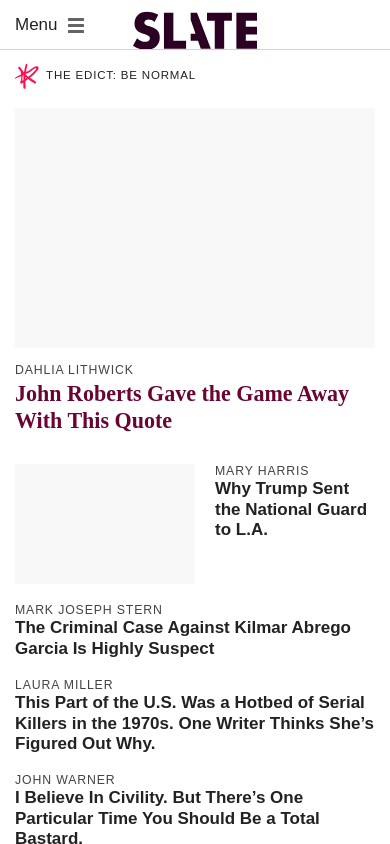 Menu
SLATE
THE EDICT: BE NORMAL
DAHLIA LITHWICK
John Roberts Gave the Game Away
With This Quote
MARY HARRIS
Why Trump Sent
the National Guard
to L.A.
MARK JOSEPH STERN
The Criminal Case Against Kilmar Abrego
Garcia Is Highly Suspect
LAURA MILLER
This Part of the U.S. Was a Hotbed of Serial
Killers in the 1970s. One Writer Thinks She’s
Figured Out Why.
JOHN WARNER
I Believe In Civility. But There’s One
Particular Time You Should Be a Total
Bastard.